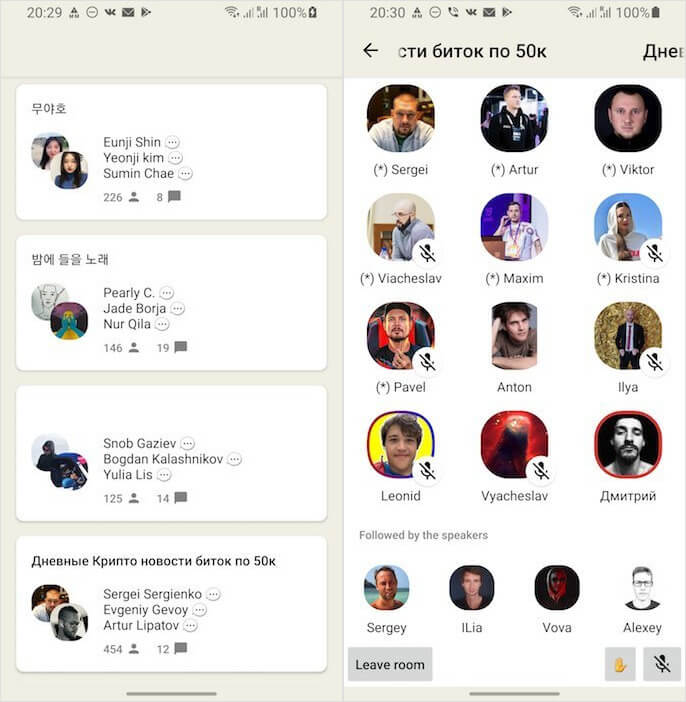 20:29 100%
무야호
Eunji Shin
Yeonji kim
Sumin Chae
226 8
밤에 들을 노래
Pearly C.
Jade Borja
Nur Qila
146 19
Snob Gaziev
Bogdan Kalashnikov
Yulia Lis
125 14
Дневные Крипто новости биток по 50к
Sergei Sergienko
Evgeniy Gevoy
Artur Lipatov
454 12
20:30 100%
сти биток по 50к Днев
(*) Sergei (*) Artur (*) Viktor
(*) Viacheslav (*) Maxim (*) Kristina
(*) Pavel Anton Ilya
Leonid Vyacheslav Дмитрий
Followed by the speakers
Sergey ILia Vova Alexey
Leave room